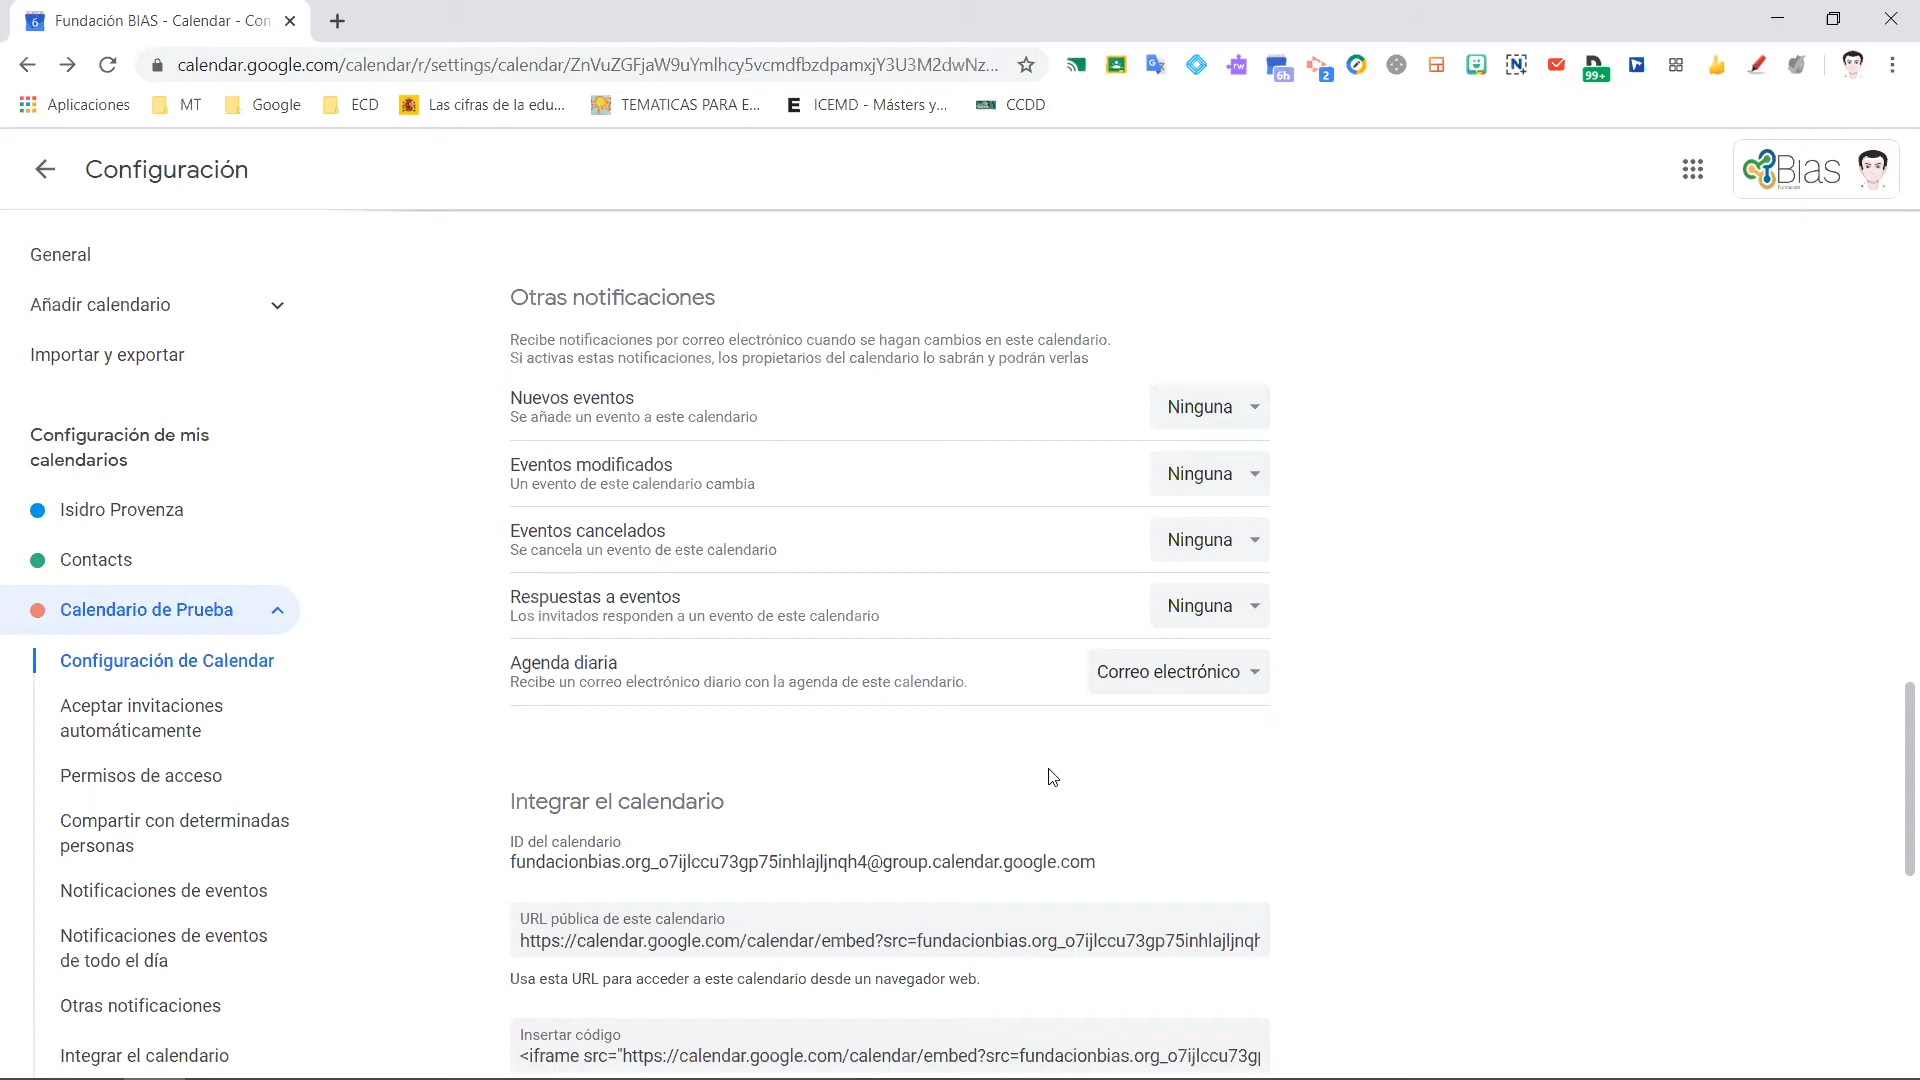 Fundación BIAS - Calendar - Con
calendar.google.com/calendar/r/settings/calendar/ZnVuZGFjaW9uYmlhcy5vcmdfbzdpamxjY3U3M2dwNz...
6h
2
rw
99+
Aplicaciones
MT
Google
ECD
Las cifras de la edu...
TEMATICAS PARA E...
ICEMD - Másters y...
CCDD
Configuración
Bias
General
Añadir calendario
Importar y exportar
Configuración de mis
calendarios
Isidro Provenza
Contacts
Calendario de Prueba
Configuración de Calendar
Aceptar invitaciones
automáticamente
Permisos de acceso
Compartir con determinadas
personas
Notificaciones de eventos
Notificaciones de eventos
de todo el día
Otras notificaciones
Integrar el calendario
Otras notificaciones
Recibe notificaciones por correo electrónico cuando se hagan cambios en este calendario.
Si activas estas notificaciones, los propietarios del calendario lo sabrán y podrán verlas
Nuevos eventos
Se añade un evento a este calendario
Ninguna
Eventos modificados
Un evento de este calendario cambia
Ninguna
Eventos cancelados
Se cancela un evento de este calendario
Ninguna
Respuestas a eventos
Los invitados responden a un evento de este calendario
Ninguna
Agenda diaria
Recibe un correo electrónico diario con la agenda de este calendario.
Correo electrónico
Integrar el calendario
ID del calendario
fundacionbias.org_o7ijlccu73gp75inhlajljnqh4@group.calendar.google.com
URL pública de este calendario
https://calendar.google.com/calendar/embed?src=fundacionbias.org_o7ijlccu73gp75inhlajljnqh
Usa esta URL para acceder a este calendario desde un navegador web.
Insertar código
<iframe src="https://calendar.google.com/calendar/embed?src=fundacionbias.org_o7ijlccu73g